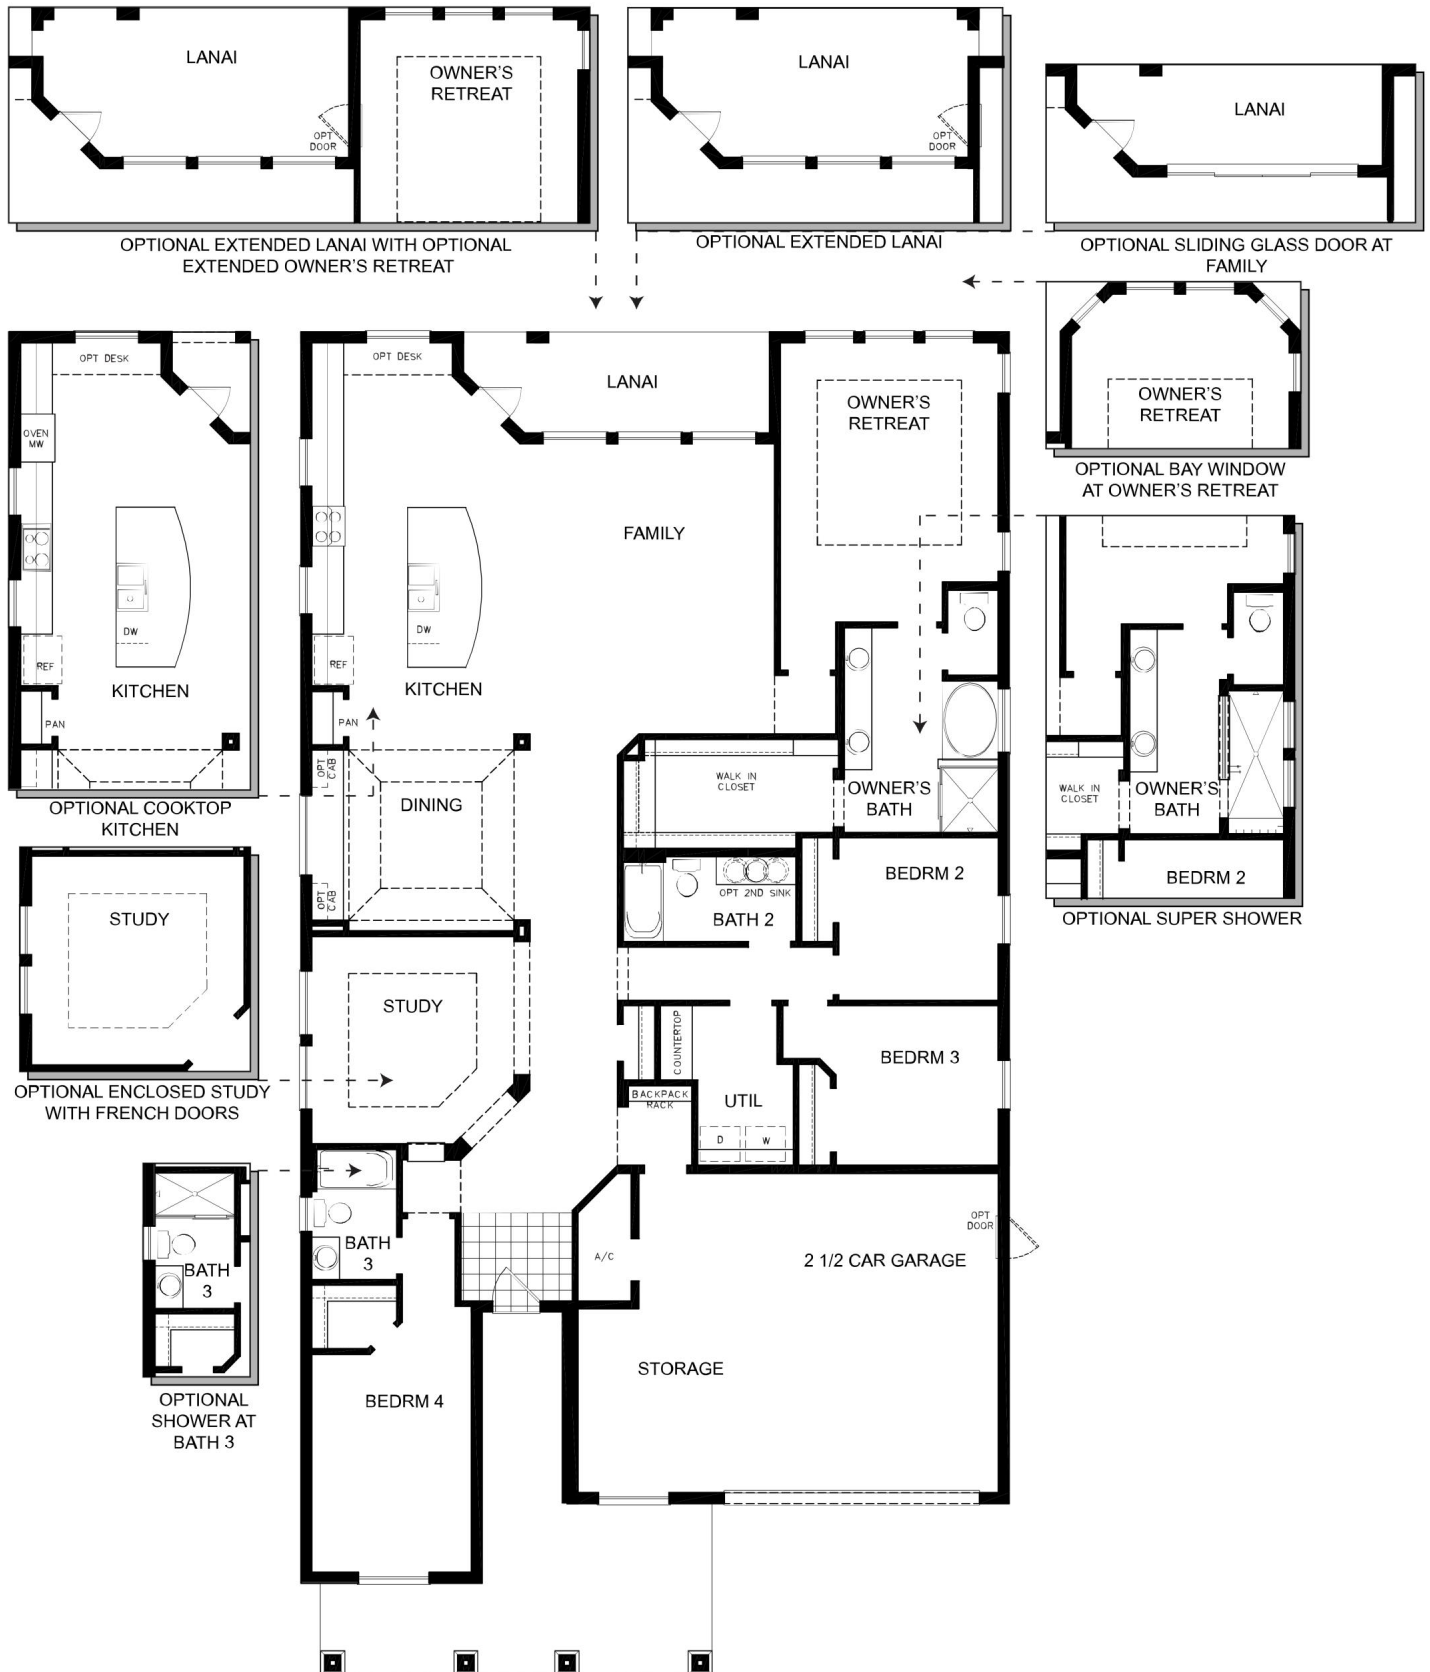 LANAI
OWNER'S
RETREAT
OPT
DOOR
OPTIONAL EXTENDED LANAI WITH OPTIONAL
EXTENDED OWNER'S RETREAT
LANAI
OPT
DOOR
OPTIONAL EXTENDED LANAI
LANAI
OPTIONAL SLIDING GLASS DOOR AT
FAMILY
OPT DESK
OVEN
MW
DW
REF
KITCHEN
PAN
OPTIONAL COOKTOP
KITCHEN
OPT DESK
LANAI
OWNER'S
RETREAT
FAMILY
DW
REF
KITCHEN
PAN
OPT
CAB
DINING
OPT
CAB
WALK IN
CLOSET
OWNER'S
BATH
OWNER'S
RETREAT
OPTIONAL BAY WINDOW
AT OWNER'S RETREAT
WALK IN
CLOSET
OWNER'S
BATH
BEDRM 2
OPTIONAL SUPER SHOWER
BEDRM 2
OPT 2ND SINK
BATH 2
STUDY
OPTIONAL ENCLOSED STUDY
WITH FRENCH DOORS
STUDY
COUNTERTOP
BEDRM 3
BACKPACK
RACK
UTIL
D
W
BATH
3
OPTIONAL
SHOWER AT
BATH 3
BATH
3
A/C
OPT
DOOR
2 1/2 CAR GARAGE
STORAGE
BEDRM 4